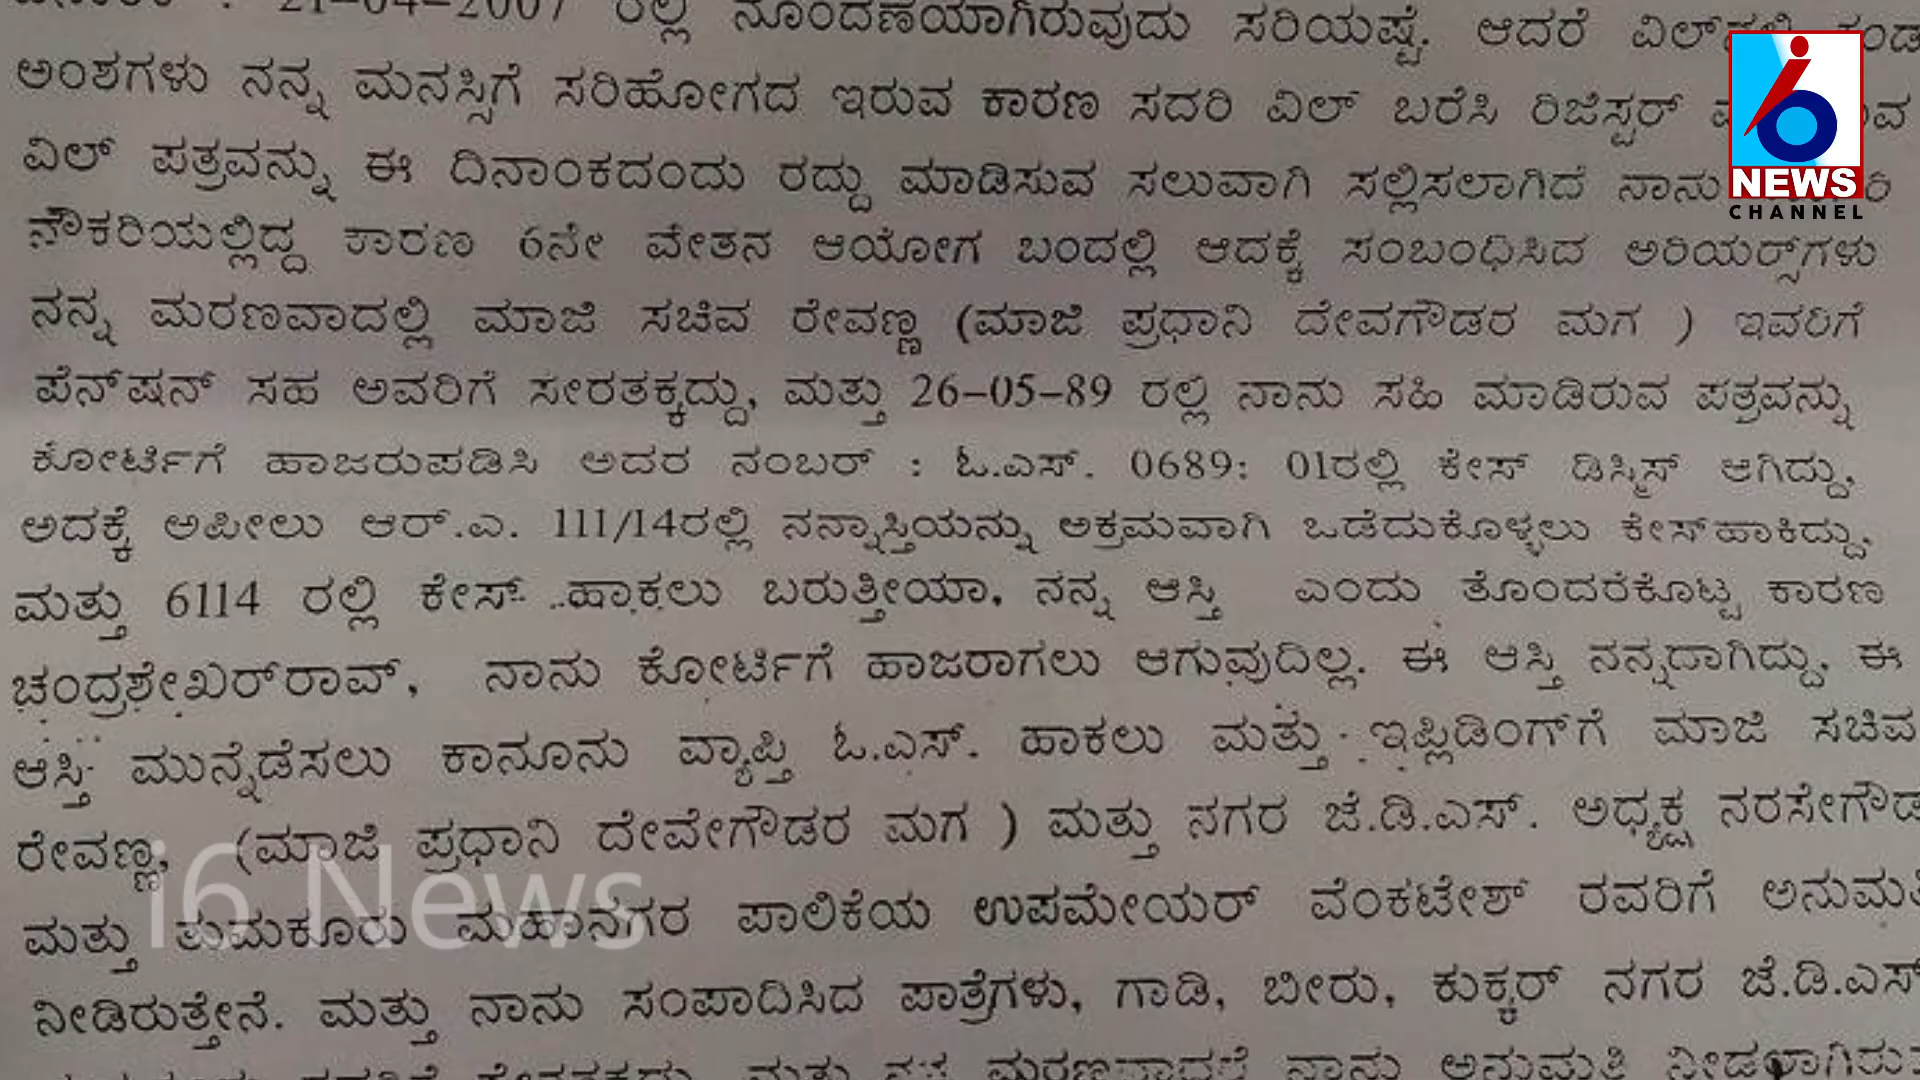 21-04-2007 ರಲ್ಲಿ ನೊಂದಣಿಯಾಗಿರುವುದು ಸರಿಯಷ್ಟೆ. ಆದರೆ
ಅಂಶಗಳು ನನ್ನ ಮನಸ್ಸಿಗೆ ಸರಿಹೋಗದ ಇರುವ ಕಾರಣ ಸದರಿ ವಿಲ್ ಬರೆಸಿ ರಿಜಿಸ್ಟರ್
ವಿಲ್ ಪತ್ರವನ್ನು ಈ ದಿನಾಂಕದಂದು ರದ್ದು ಮಾಡಿಸುವ ಸಲುವಾಗಿ ಸಲ್ಲಿಸಲಾಗಿದೆ ನಾನು
ನೌಕರಿಯಲ್ಲಿದ್ದ ಕಾರಣ 6ನೇ ವೇತನ ಆಯೋಗ ಬಂದಲ್ಲಿ ಆದಕ್ಕೆ ಸಂಬಂಧಿಸಿದ ಅರಿಯರ್ಸ್‌ಗಳು
ನನ್ನ ಮರಣವಾದಲ್ಲಿ ಮಾಜಿ ಸಚಿವ ರೇವಣ್ಣ (ಮಾಜಿ ಪ್ರಧಾನಿ ದೇವಗೌಡರ ಮಗ ) ಇವರಿಗೆ
ಪೆನ್‌ಷನ್ ಸಹ ಅವರಿಗೆ ಸೇರತಕ್ಕದ್ದು, ಮತ್ತು 26-05-89 ರಲ್ಲಿ ನಾನು ಸಹಿ ಮಾಡಿರುವ ಪತ್ರವನ್ನು
ಕೋರ್ಟಿಗೆ ಹಾಜರುಪಡಿಸಿ ಅದರ ನಂಬರ್ : ಓ.ಎಸ್. 0689: 01ರಲ್ಲಿ ಕೇಸ್ ಡಿಸ್ಮಿಸ್ ಆಗಿದ್ದು,
ಅದಕ್ಕೆ ಅಪೀಲು ಆರ್.ಎ. 111/14ರಲ್ಲಿ ನನ್ನಾಸ್ತಿಯನ್ನು ಅಕ್ರಮವಾಗಿ ಒಡೆದುಕೊಳ್ಳಲು ಕೇಸ್‌ಹಾಕಿದ್ದು,
ಮತ್ತು 6114 ರಲ್ಲಿ ಕೇಸ್ ಹಾಕಲು ಬರುತ್ತೀಯಾ, ನನ್ನ ಆಸ್ತಿ ಎಂದು ತೊಂದರೆಕೊಟ್ಟ ಕಾರಣ
ಚಂದ್ರಶೇಖರ್‌ರಾವ್, ನಾನು ಕೋರ್ಟಿಗೆ ಹಾಜರಾಗಲು ಆಗುವುದಿಲ್ಲ. ಈ ಆಸ್ತಿ ನನ್ನದಾಗಿದ್ದು, ಈ
ಆಸ್ತಿ ಮುನ್ನೆಡೆಸಲು ಕಾನೂನು ವ್ಯಾಪ್ತಿ ಓ.ಎಸ್. ಹಾಕಲು ಮತ್ತು ಇಪ್ಲಿಡಿಂಗ್‌ಗೆ ಮಾಜಿ ಸಚಿವ
ರೇವಣ್ಣ, (ಮಾಜಿ ಪ್ರಧಾನಿ ದೇವೇಗೌಡರ ಮಗ ) ಮತ್ತು ನಗರ ಜೆ.ಡಿ.ಎಸ್. ಅಧ್ಯಕ್ಷ ನರಸೇಗೌಡ
ಮತ್ತು ತುಮಕೂರು ಮಹಾನಗರ ಪಾಲಿಕೆಯ ಉಪಮೇಯರ್ ವೆಂಕಟೇಶ್ ರವರಿಗೆ ಅನುಮತಿ
ನೀಡಿರುತ್ತೇನೆ. ಮತ್ತು ನಾನು ಸಂಪಾದಿಸಿದ ಪಾತ್ರೆಗಳು, ಗಾಡಿ, ಬೀರು, ಕುಕ್ಕರ್ ನಗರ ಜೆ.ಡಿ.ಎಸ್
i6 News
i6
NEWS
CHANNEL